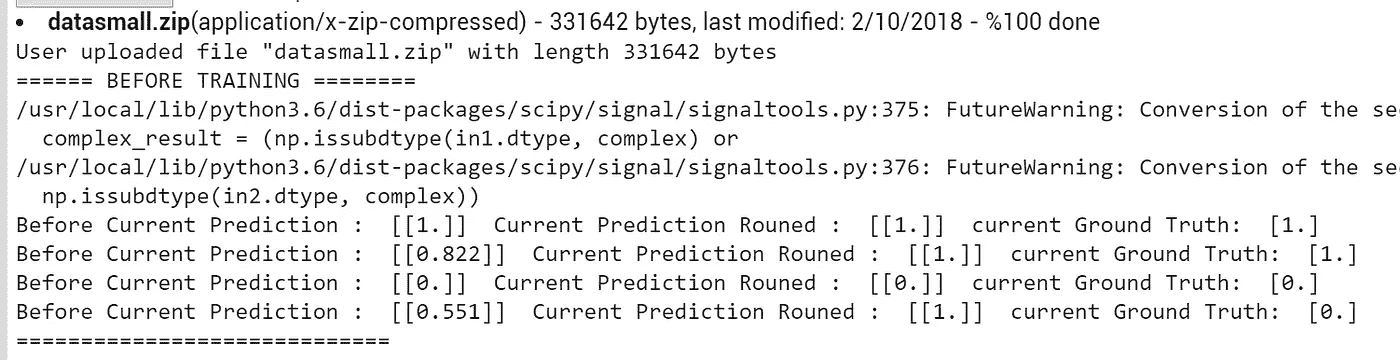 • datasmall.zip(application/x-zip-compressed) - 331642 bytes, last modified: 2/10/2018 - %100 done
User uploaded file "datasmall.zip" with length 331642 bytes
====== BEFORE TRAINING ========
/usr/local/lib/python3.6/dist-packages/scipy/signal/signaltools.py:375: FutureWarning: Conversion of the se
complex_result = (np.issubdtype(in1.dtype, complex) or
/usr/local/lib/python3.6/dist-packages/scipy/signal/signaltools.py:376: FutureWarning: Conversion of the se
np.issubdtype(in2.dtype, complex))
Before Current Prediction :  [[1.]]  Current Prediction Rouned :  [[1.]]  current Ground Truth:  [1.]
Before Current Prediction :  [[0.822]]  Current Prediction Rouned :  [[1.]]  current Ground Truth:  [1.]
Before Current Prediction :  [[0.]]  Current Prediction Rouned :  [[0.]]  current Ground Truth:  [0.]
Before Current Prediction :  [[0.551]]  Current Prediction Rouned :  [[1.]]  current Ground Truth:  [0.]
=============================